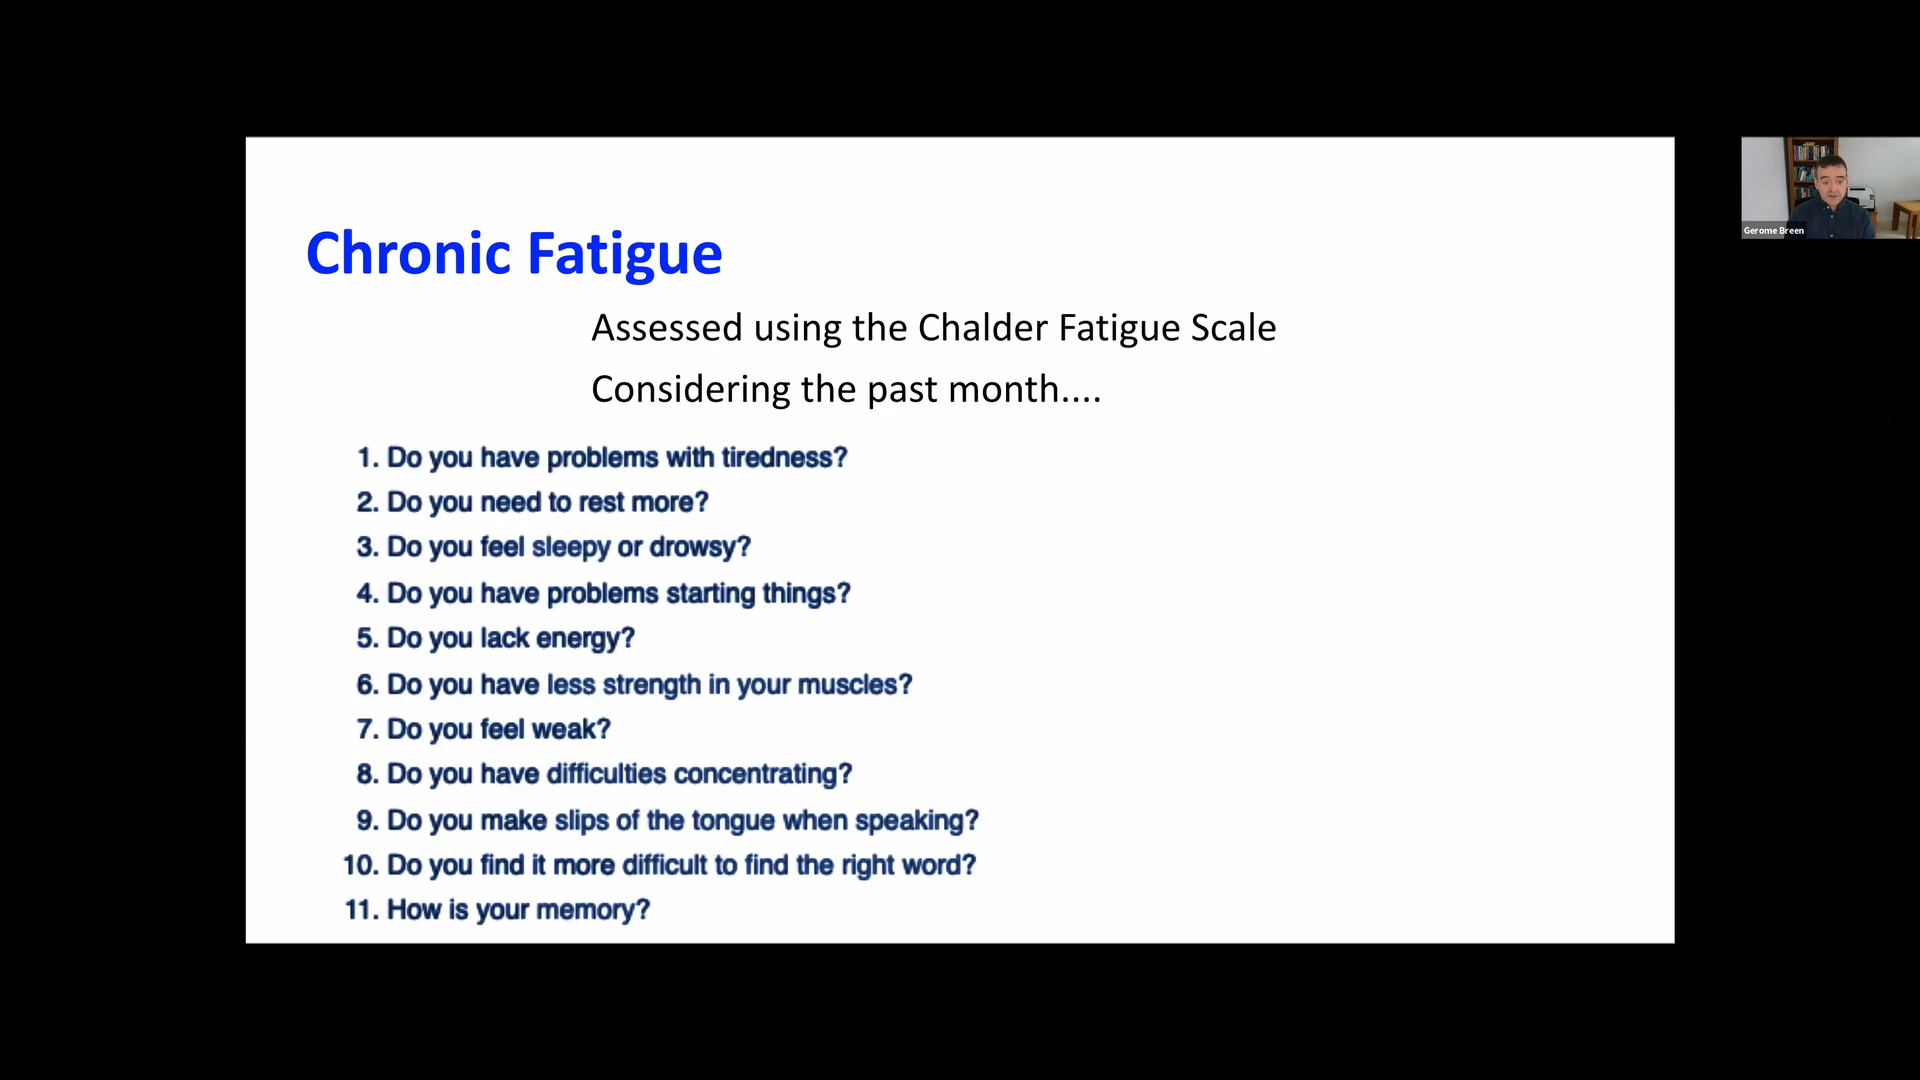 Chronic Fatigue
Assessed using the Chalder Fatigue Scale
Considering the past month....
1. Do you have problems with tiredness?
2. Do you need to rest more?
3. Do you feel sleepy or drowsy?
4. Do you have problems starting things?
5. Do you lack energy?
6. Do you have less strength in your muscles?
7. Do you feel weak?
8. Do you have difficulties concentrating?
9. Do you make slips of the tongue when speaking?
10. Do you find it more difficult to find the right word?
11. How is your memory?
Gerome Breen